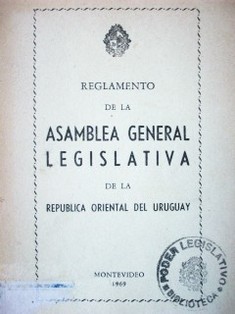 REGLAMENTO
DE LA
ASAMBLEA GENERAL
LEGISLATIVA
DE LA
REPUBLICA ORIENTAL DEL URUGUAY
MONTEVIDEO
1969
PODER LEGISLATIVO
BIBLIOTECA